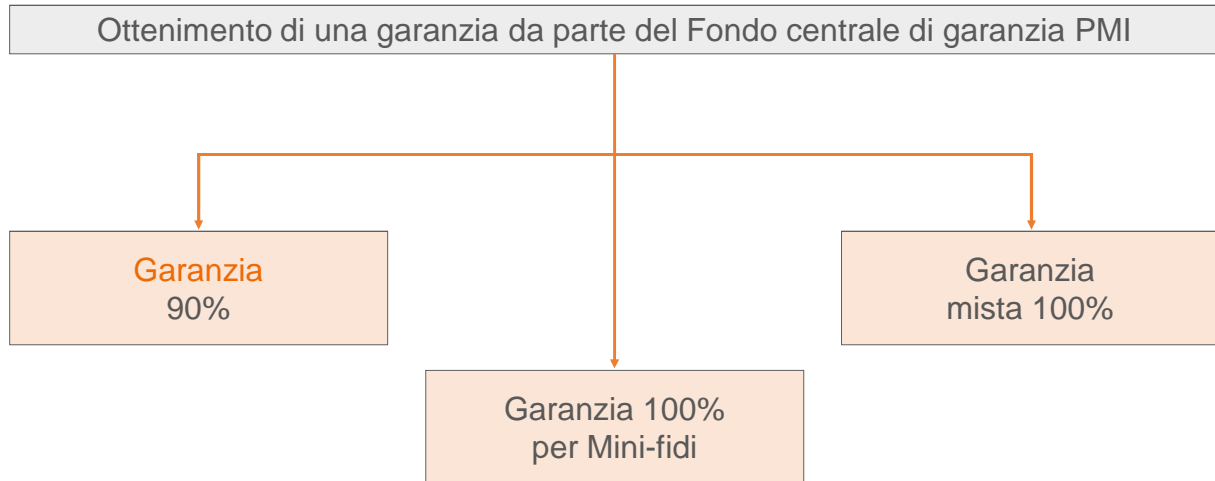 Ottenimento di una garanzia da parte del Fondo centrale di garanzia PMI
Garanzia
90%
Garanzia
mista 100%
Garanzia 100%
per Mini-fidi